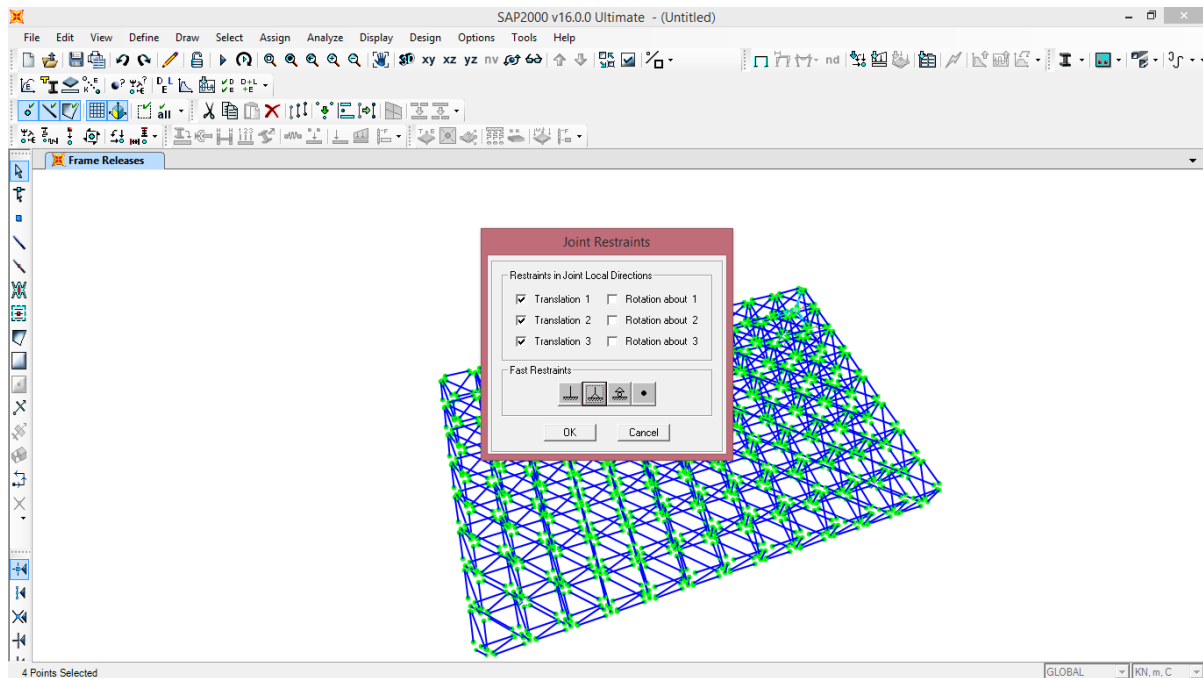 SAP2000 v16.0.0 Ultimate - (Untitled)
File Edit View Define Draw Select Assign Analyze Display Design Options Tools Help
3D xy xz yz nv nd
all
Frame Releases
Joint Restraints
Restraints in Joint Local Directions
Translation 1 Rotation about 1
Translation 2 Rotation about 2
Translation 3 Rotation about 3
Fast Restraints
OK Cancel
4 Points Selected GLOBAL KN, m, C